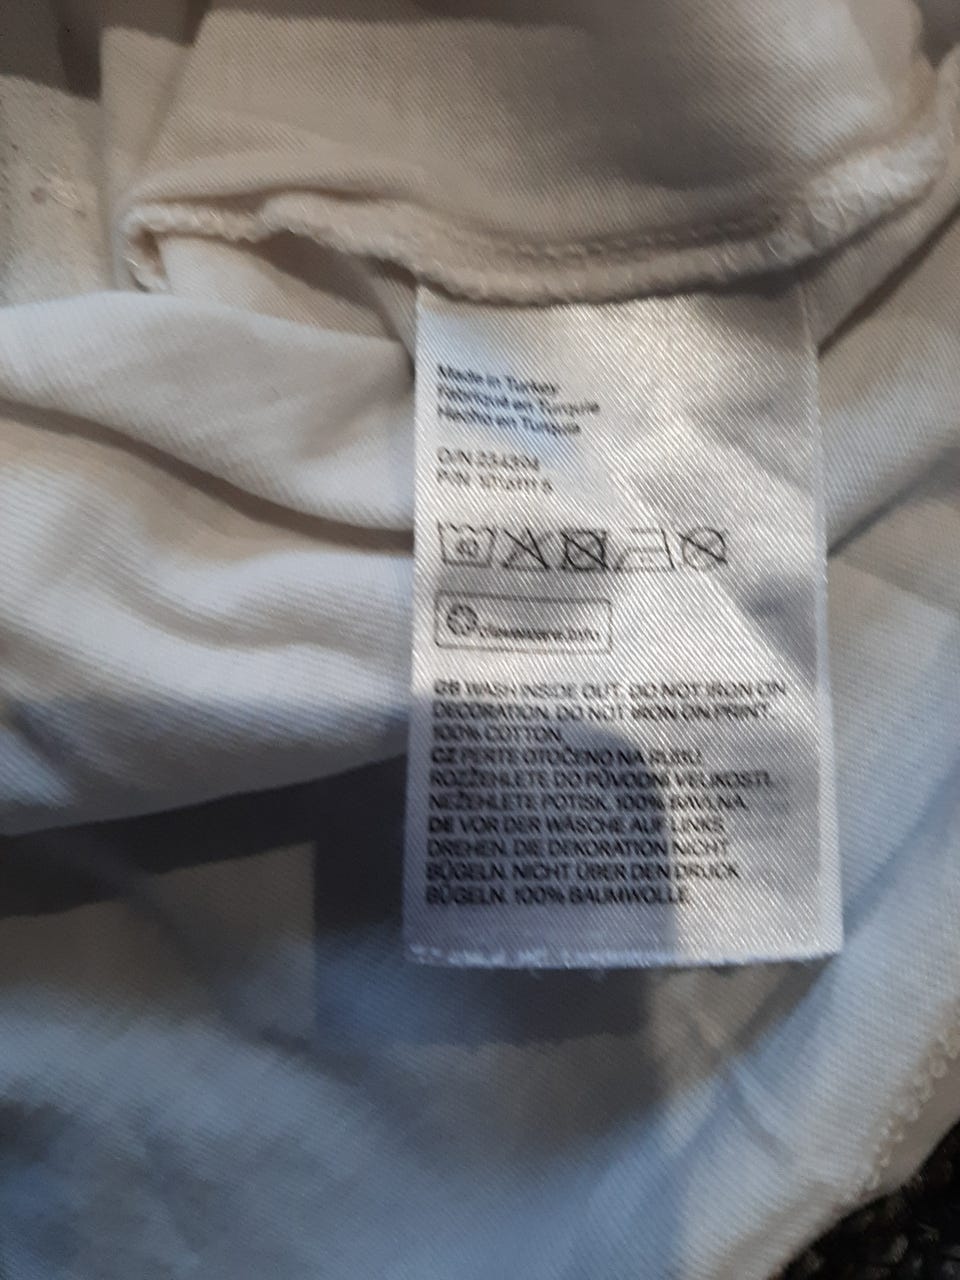 Made in Turkey
Fabriqué en Turquie
Hecho en Turquía
O/N
P/N
Clevercare.info
GB WASH INSIDE OUT. DO NOT IRON ON
DECORATION. DO NOT IRON ON PRINT.
100% COTTON
CZ PERTE OTOČENO NA RUBU.
ROZŽEHLETE DO PŮVODNÍ VELIKOSTI.
NEŽEHLETE POTISK. 100% BAVLNA.
DE VOR DER WÄSCHE AUF LINKS
DREHEN. DIE DEKORATION NICHT
BÜGELN. NICHT ÜBER DEN DRUCK
BÜGELN. 100% BAUMWOLLE